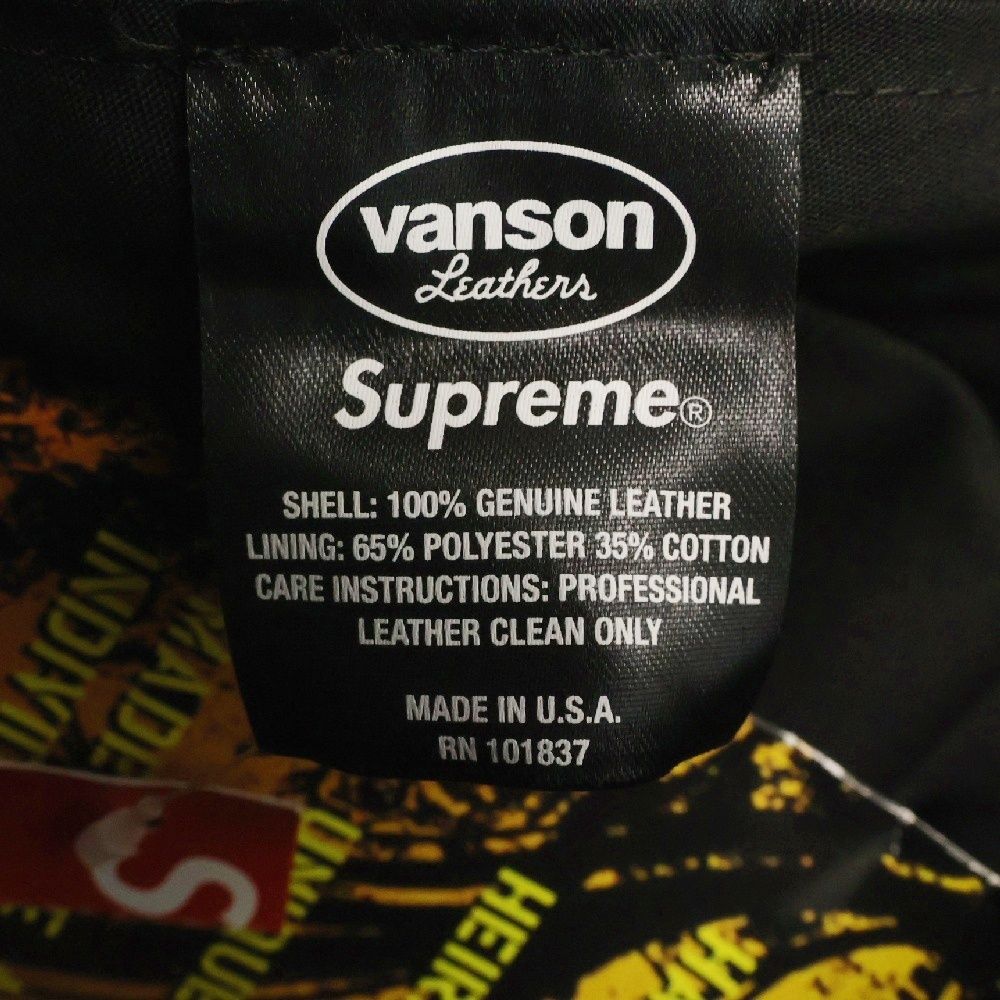 vanson
Leathers
Supreme®
SHELL: 100% GENUINE LEATHER
LINING: 65% POLYESTER 35% COTTON
CARE INSTRUCTIONS: PROFESSIONAL
LEATHER CLEAN ONLY
MADE IN U.S.A.
RN 101837
MADE